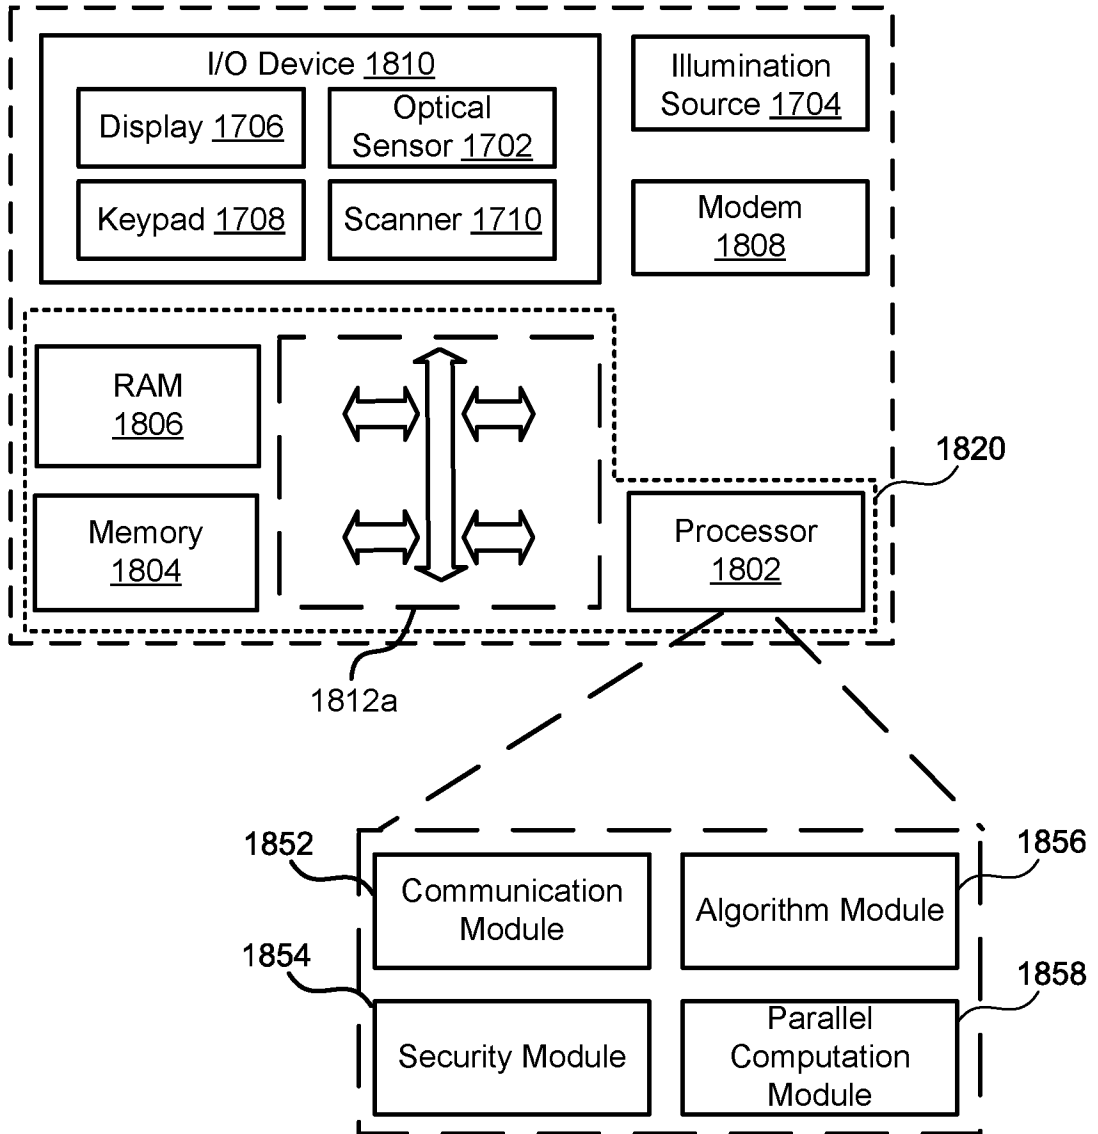 I/O Device 1810
Display 1706
Optical
Sensor 1702
Keypad 1708
Scanner 1710
Illumination
Source 1704
Modem
1808
RAM
1806
Memory
1804
1820
Processor
1802
1812a
1852
Communication
Module
1856
Algorithm Module
1854
Security Module
1858
Parallel
Computation
Module